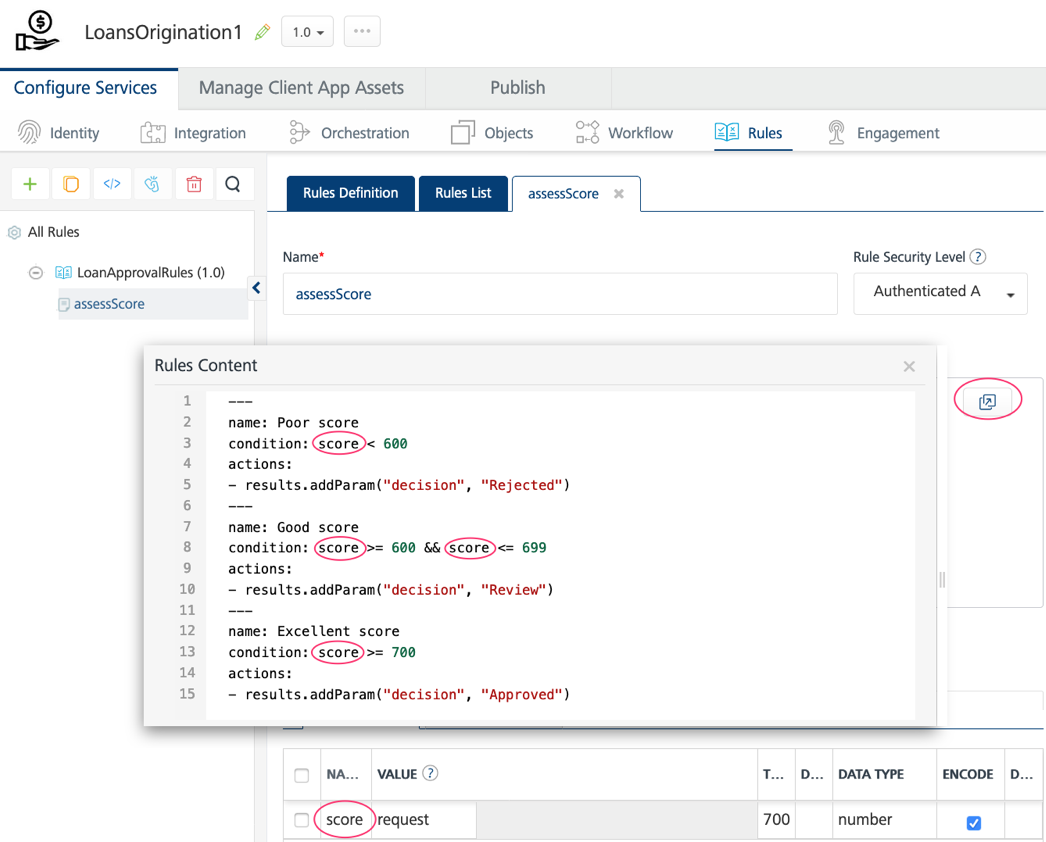 LoansOrigination1 1.0
Configure Services Manage Client App Assets Publish
Identity Integration Orchestration Objects Workflow Rules Engagement
Rules Definition Rules List assessScore
All Rules
LoanApprovalRules (1.0)
assessScore
Name* Rule Security Level ?
assessScore Authenticated A
Rules Content
1 ---
2 name: Poor score
3 condition: score < 600
4 actions:
5 - results.addParam("decision", "Rejected")
6 ---
7 name: Good score
8 condition: score >= 600 && score <= 699
9 actions:
10 - results.addParam("decision", "Review")
11 ---
12 name: Excellent score
13 condition: score >= 700
14 actions:
15 - results.addParam("decision", "Approved")
NA... VALUE ? T... D... DATA TYPE ENCODE D...
score request 700 number